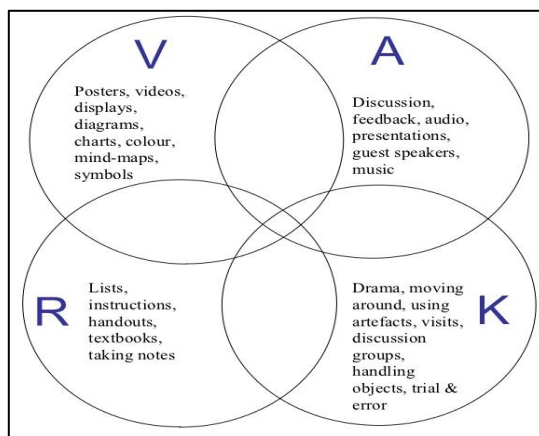 V
Posters, videos,
displays,
diagrams,
charts, colour,
mind-maps,
symbols
A
Discussion,
feedback, audio,
presentations,
guest speakers,
music
R
Lists,
instructions,
handouts,
textbooks,
taking notes
K
Drama, moving
around, using
artefacts, visits,
discussion
groups,
handling
objects, trial &
error